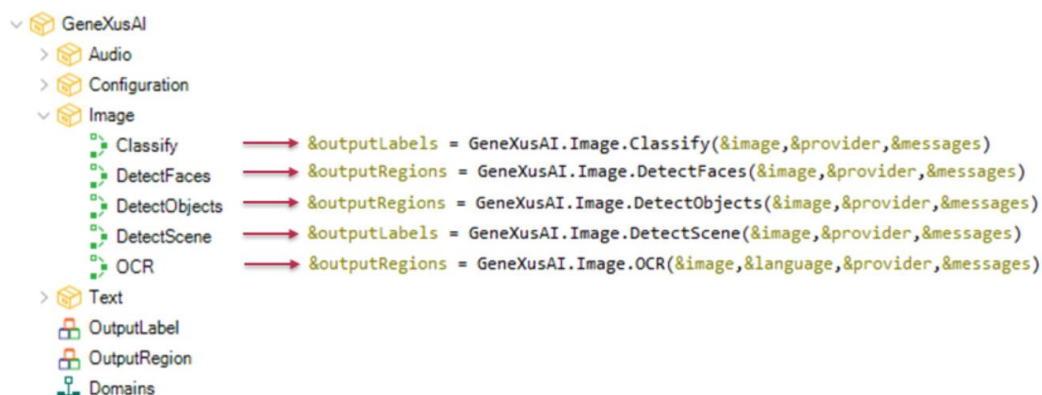 GeneXusAI
Audio
Configuration
Image
Classify &outputLabels = GeneXusAI.Image.Classify(&image,&provider,&messages)
DetectFaces &outputRegions = GeneXusAI.Image.DetectFaces(&image,&provider,&messages)
DetectObjects &outputRegions = GeneXusAI.Image.DetectObjects(&image,&provider,&messages)
DetectScene &outputLabels = GeneXusAI.Image.DetectScene(&image,&provider,&messages)
OCR &outputRegions = GeneXusAI.Image.OCR(&image,&language,&provider,&messages)
Text
OutputLabel
OutputRegion
Domains